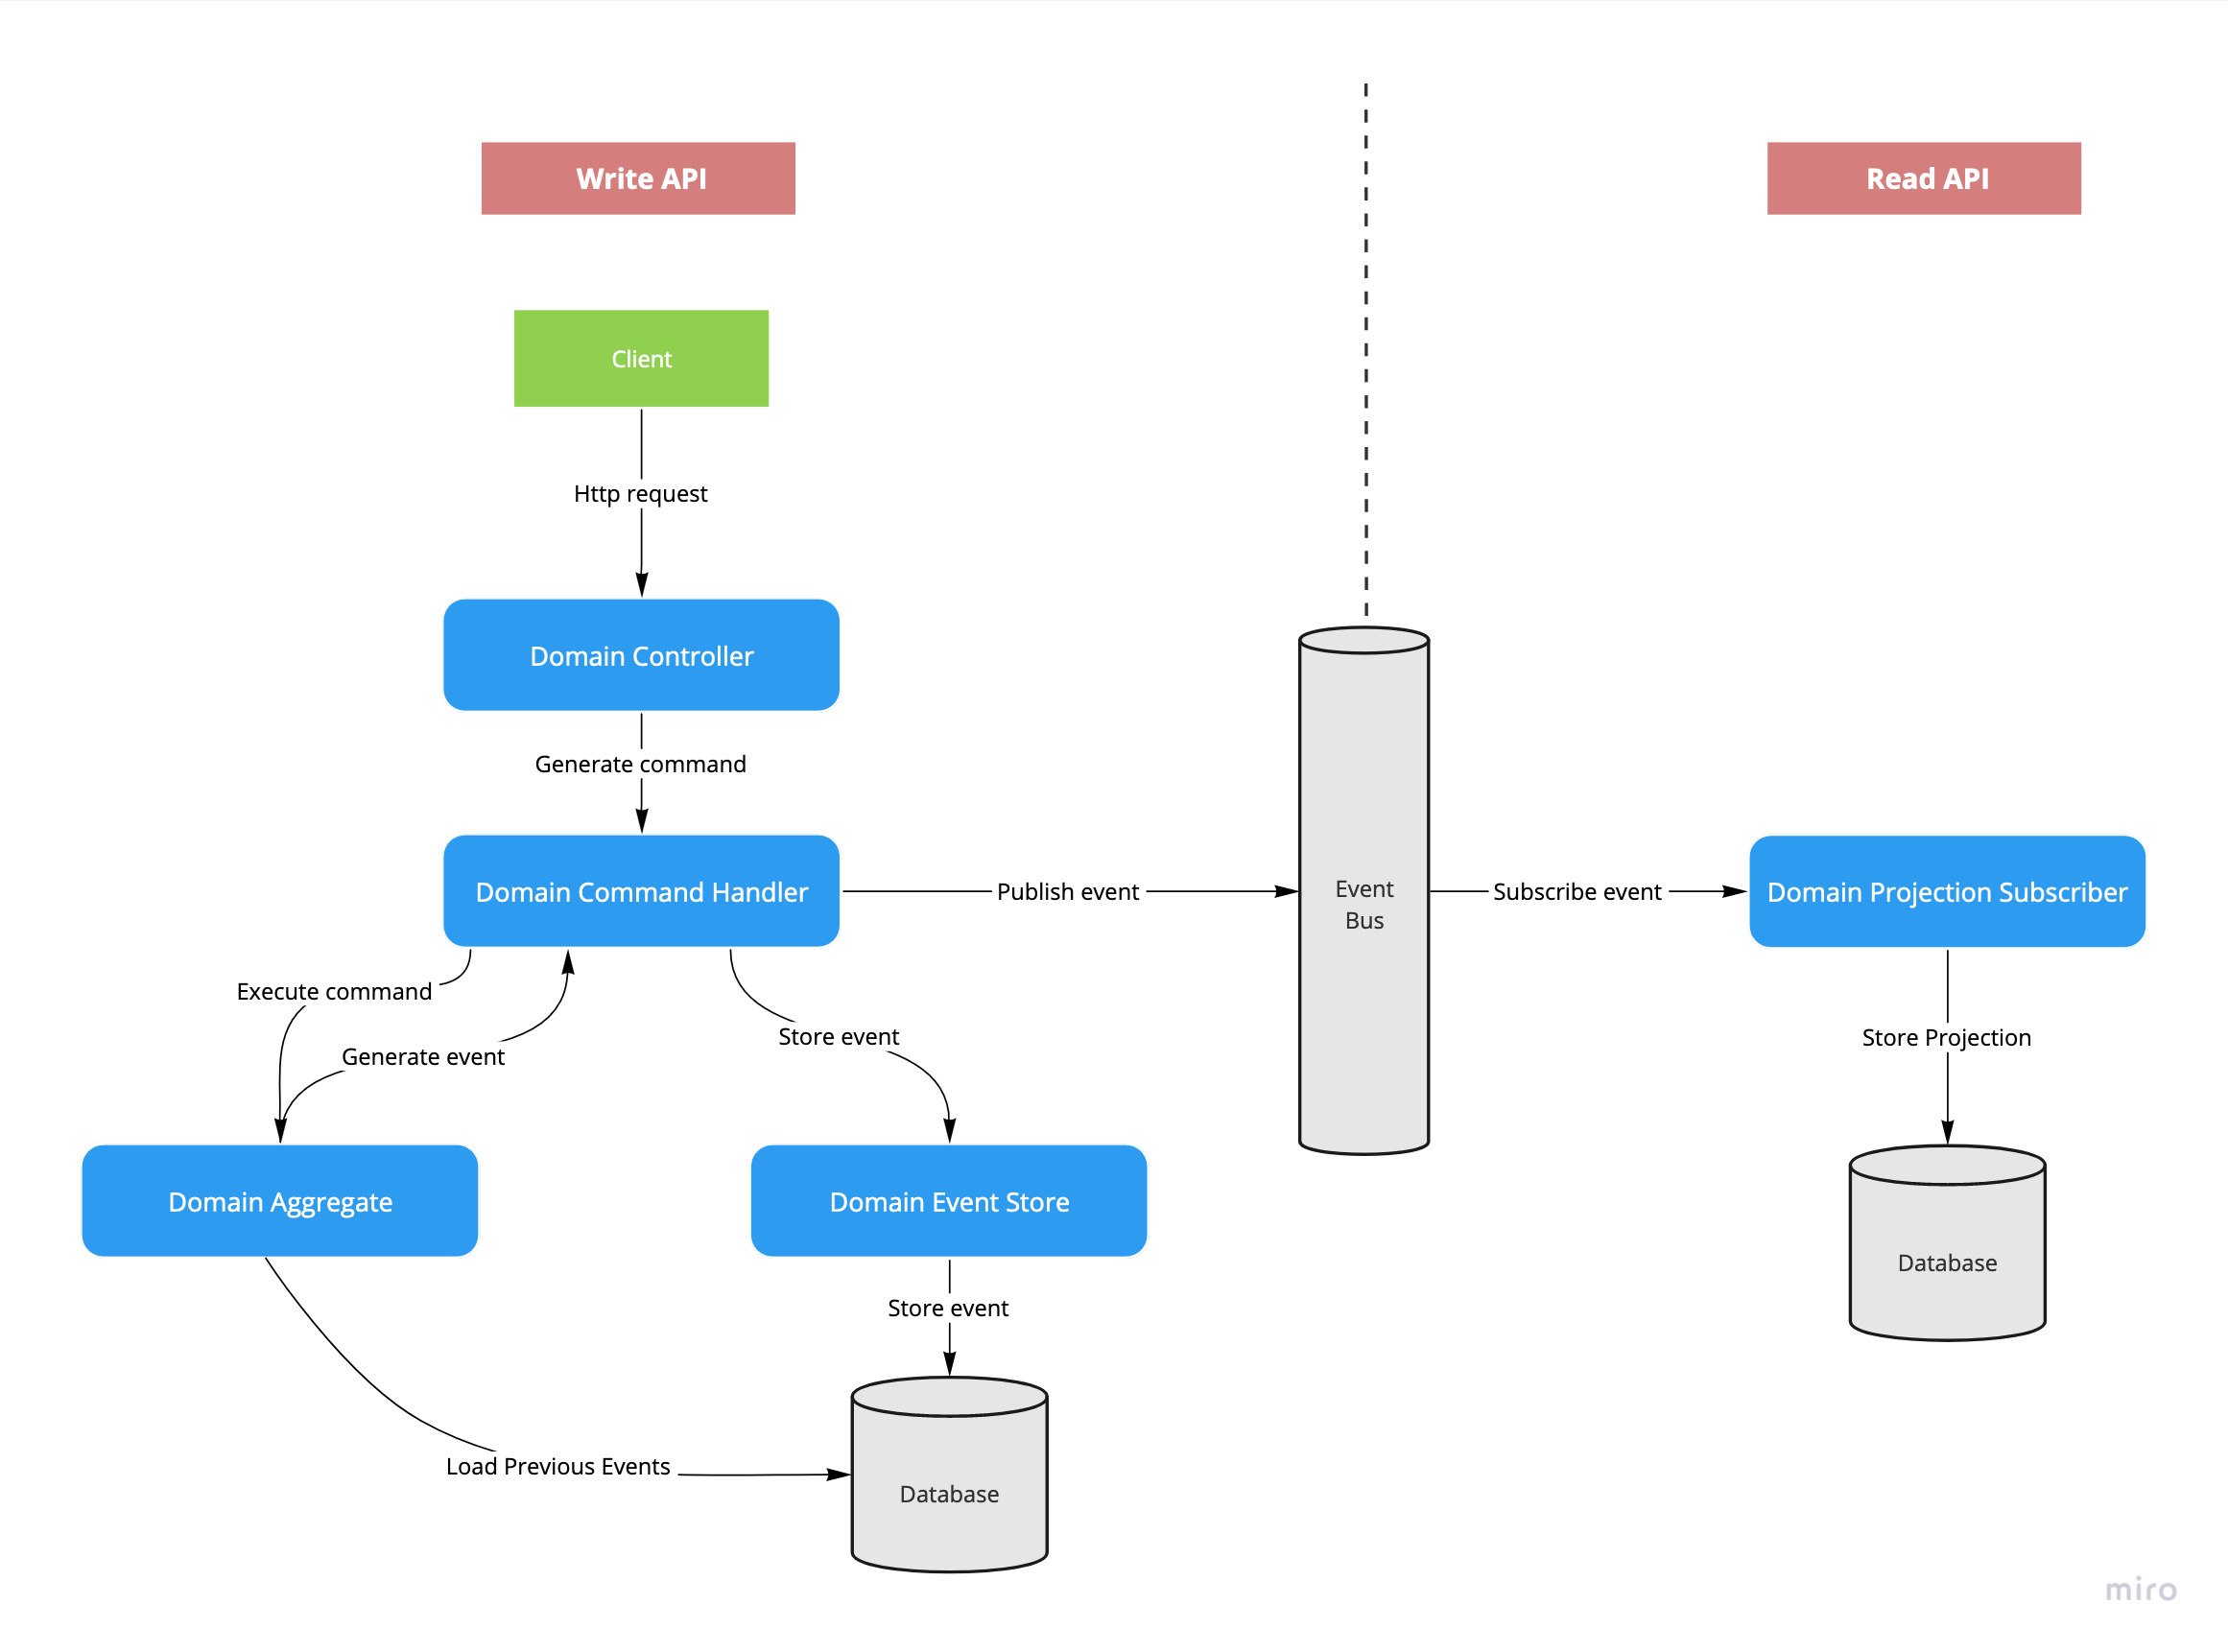 Write API
Read API
Client
Http request
Domain Controller
Generate command
Domain Command Handler
Publish event
Event
Bus
Subscribe event
Domain Projection Subscriber
Execute command
Generate event
Store event
Store Projection
Domain Aggregate
Domain Event Store
Database
Store event
Load Previous Events
Database
miro